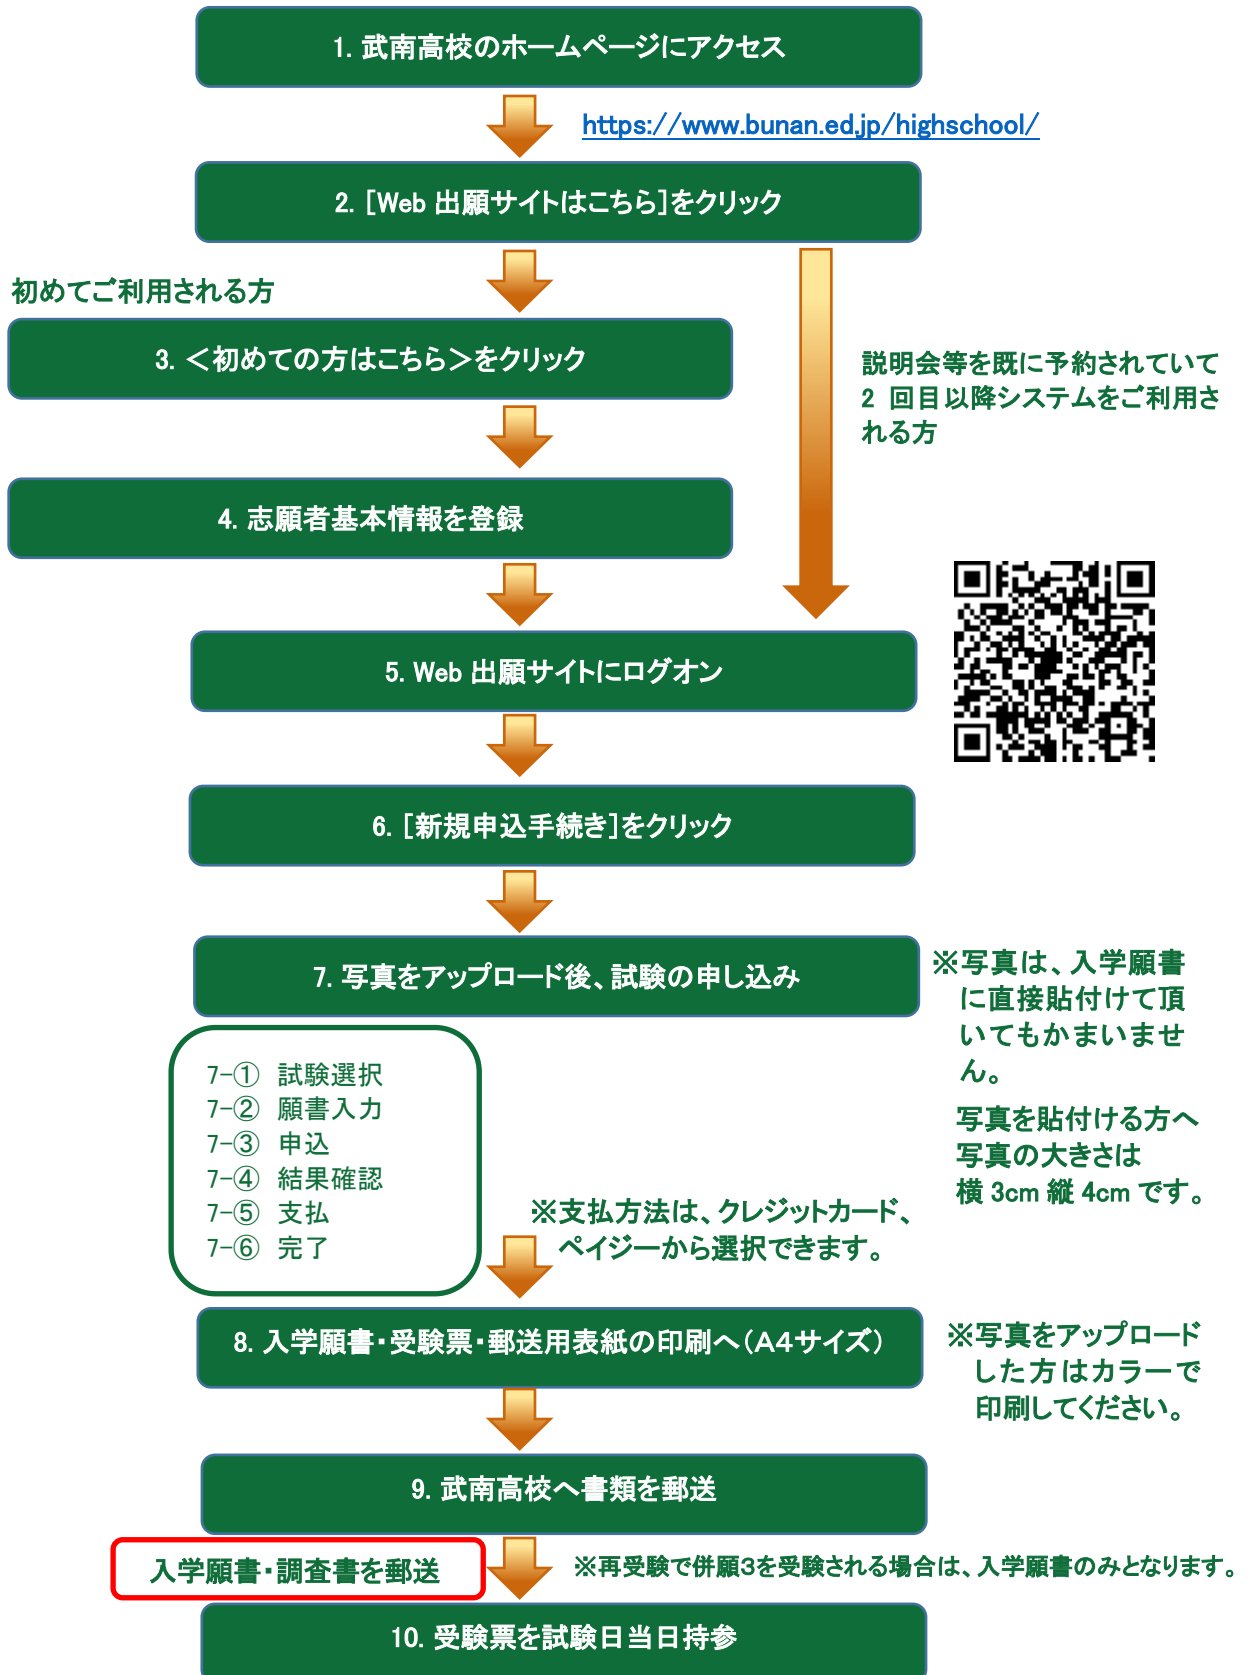 1. 武南高校のホームページにアクセス
https://www.bunan.ed.jp/highschool/
2. [Web 出願サイトはこちら]をクリック
初めてご利用される方
3. ＜初めての方はこちら＞をクリック
説明会等を既に予約されていて
2 回目以降システムをご利用さ
れる方
4. 志願者基本情報を登録
5. Web 出願サイトにログオン
6. [新規申込手続き]をクリック
7. 写真をアップロード後、試験の申し込み
※写真は、入学願書
に直接貼付けて頂
いてもかまいませ
ん。
写真を貼付ける方へ
写真の大きさは
横 3cm 縦 4cm です。
7-① 試験選択
7-② 願書入力
7-③ 申込
7-④ 結果確認
7-⑤ 支払
7-⑥ 完了
※支払方法は、クレジットカード、
ペイジーから選択できます。
8. 入学願書・受験票・郵送用表紙の印刷へ（A4サイズ）
※写真をアップロード
した方はカラーで
印刷してください。
9. 武南高校へ書類を郵送
入学願書・調査書を郵送
※再受験で併願3を受験される場合は、入学願書のみとなります。
10. 受験票を試験日当日持参